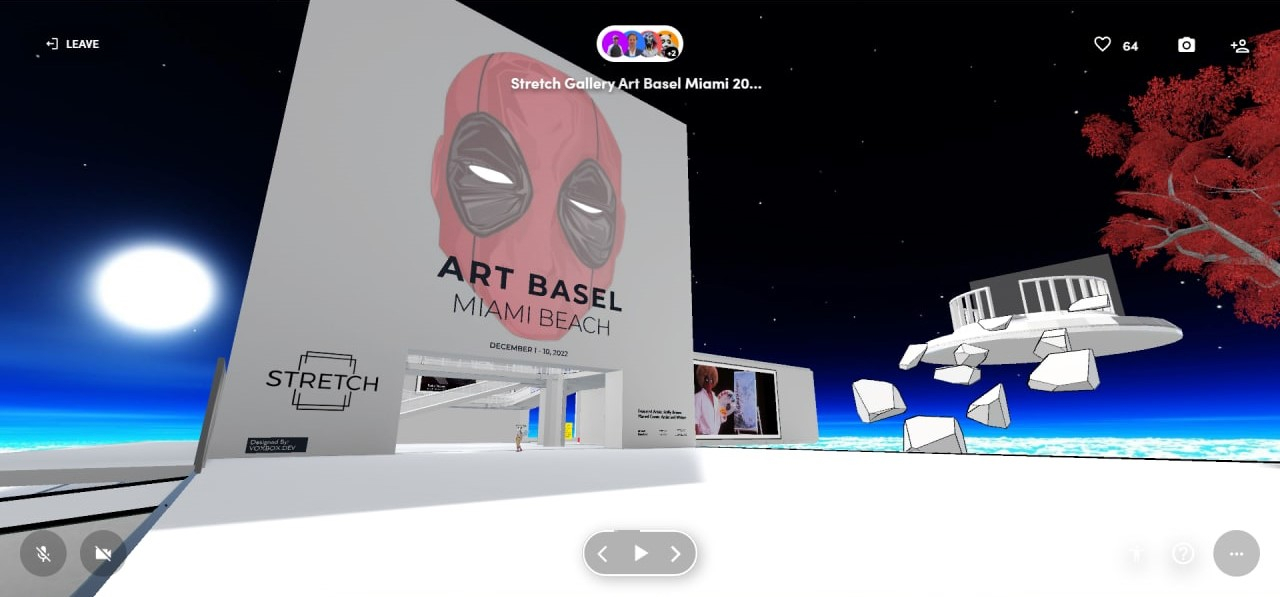 LEAVE
+2
64
Stretch Gallery Art Basel Miami 20...
ART BASEL
MIAMI BEACH
DECEMBER 1 - 10, 2022
STRETCH
Designed By:
VOXBOX.DEV